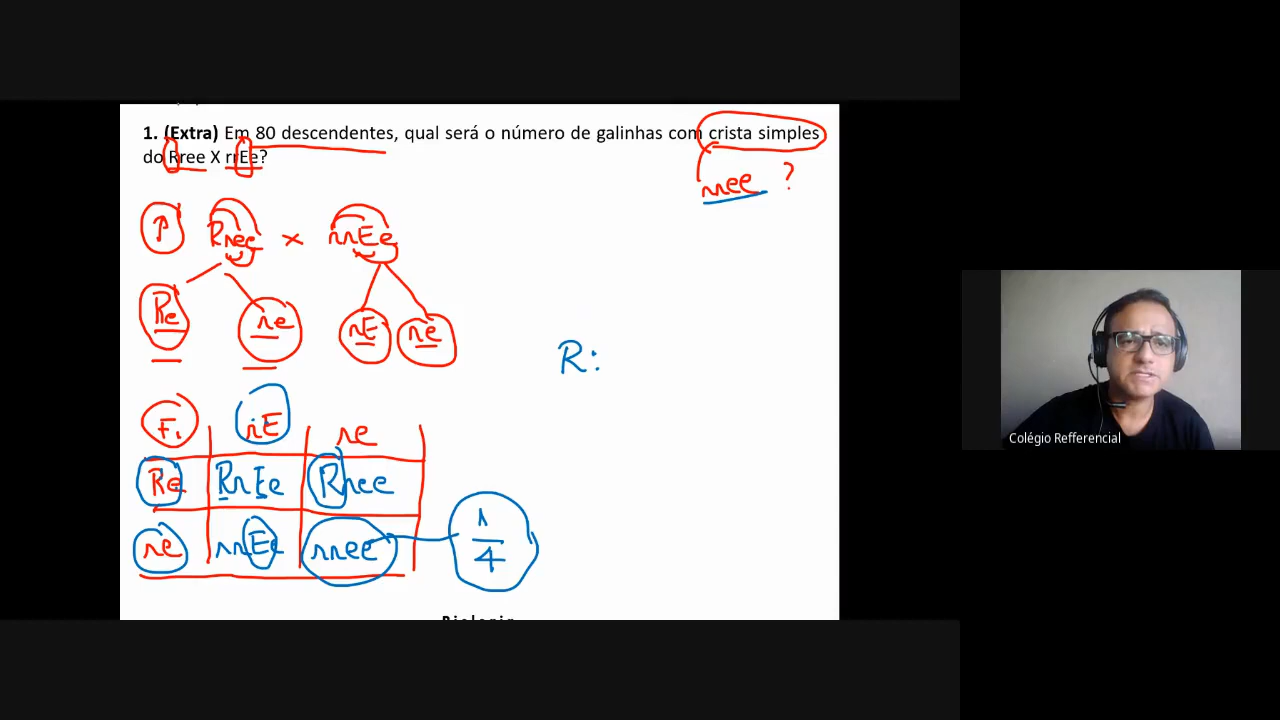 1. (Extra) Em 80 descendentes, qual será o número de galinhas com crista simples
do Rree X rrEe?
rree ?
P Rree x rrEe
Re re rE re
R:
F₁ rE re
Re RrEe Rree
re rrEe rree 1/4
Colégio Refferencial